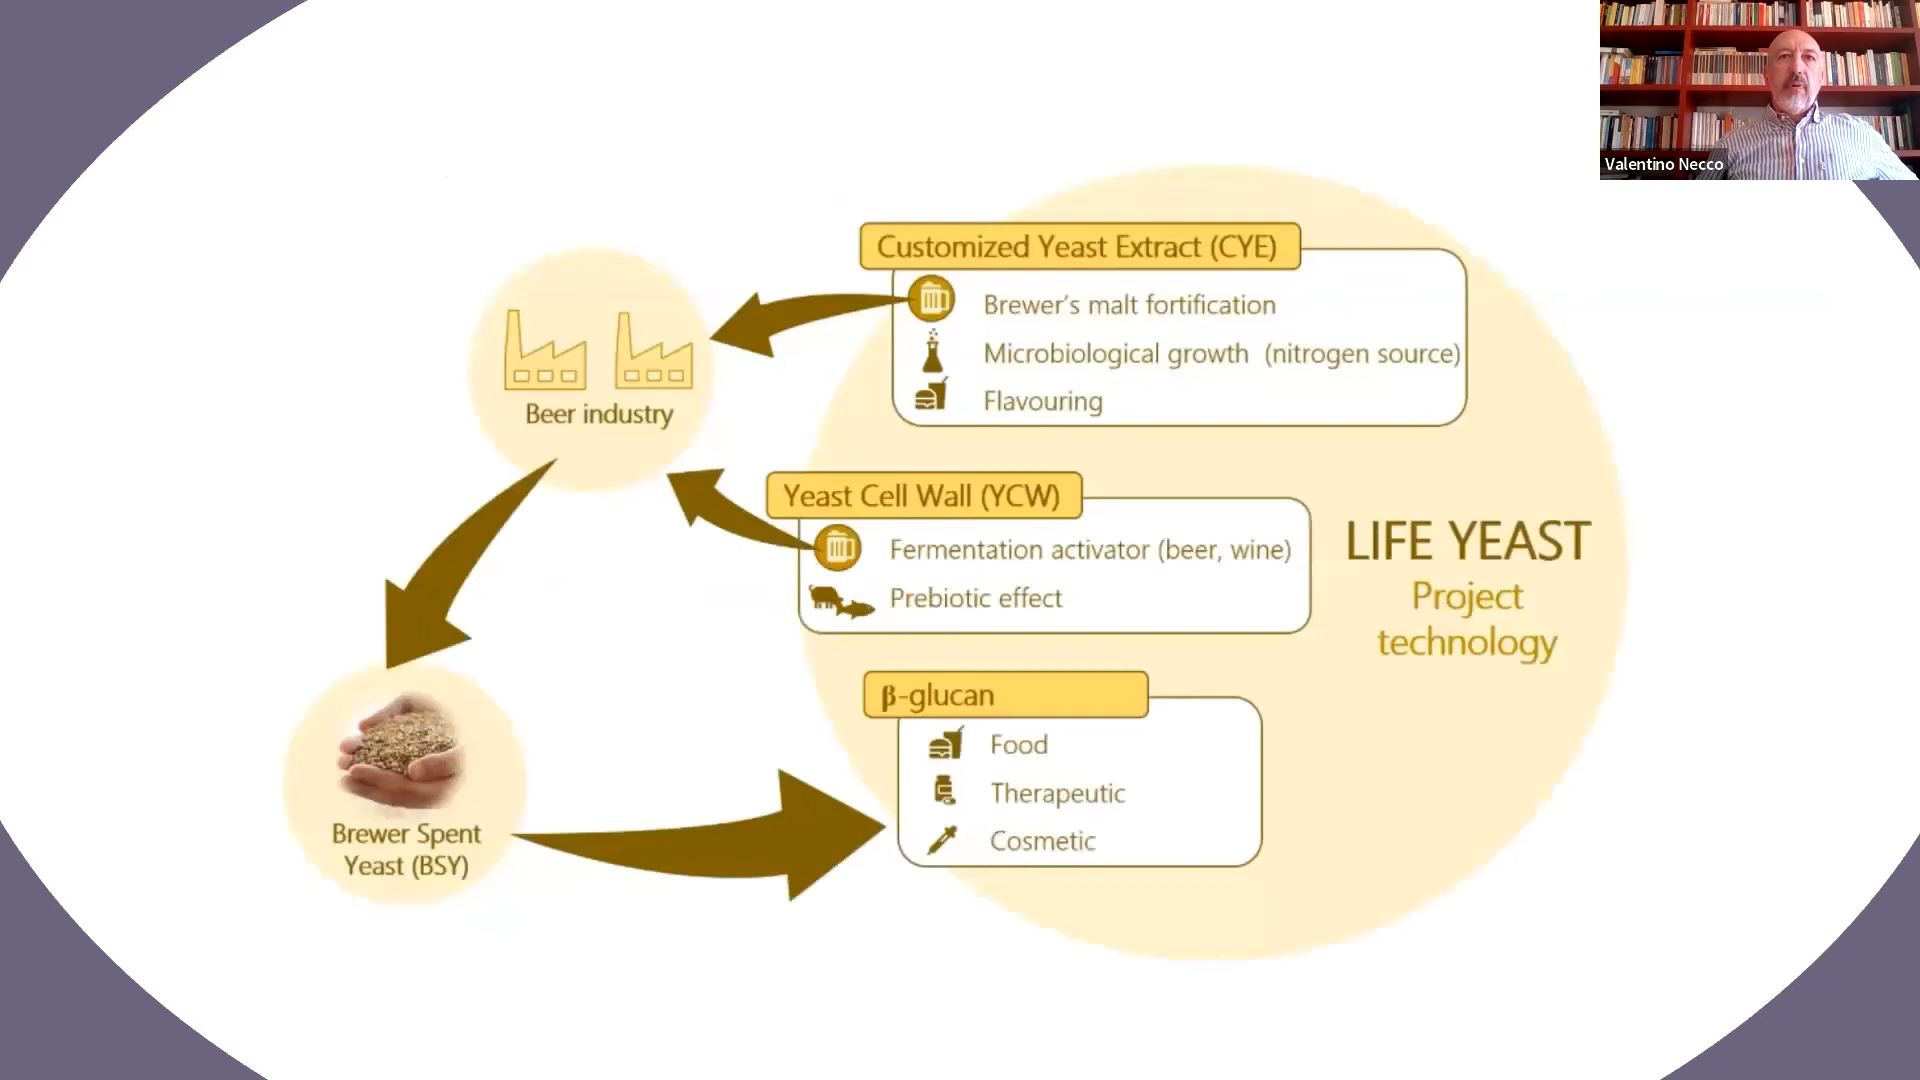 Valentino Necco
Customized Yeast Extract (CYE)
Brewer’s malt fortification
Microbiological growth (nitrogen source)
Flavouring
Beer industry
Yeast Cell Wall (YCW)
Fermentation activator (beer, wine)
Prebiotic effect
LIFE YEAST
Project
technology
β-glucan
Food
Therapeutic
Cosmetic
Brewer Spent
Yeast (BSY)